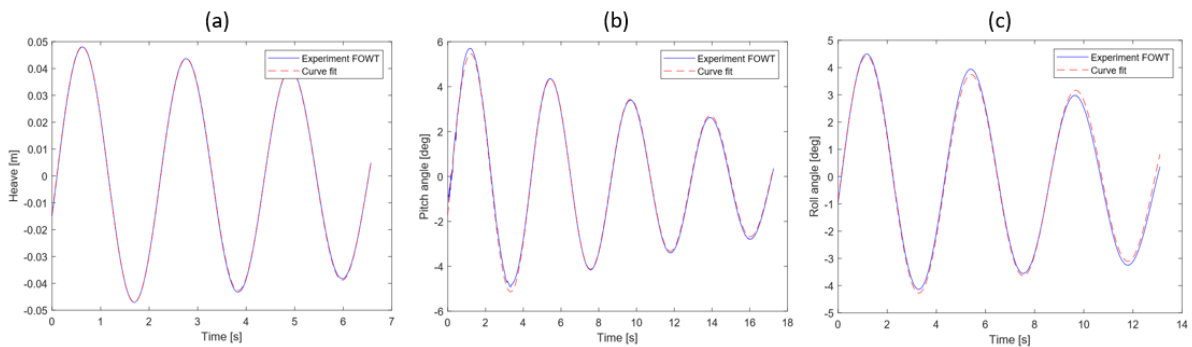 (a)
(b)
(c)
0.05
0.04
0.03
0.02
0.01
0
-0.01
-0.02
-0.03
-0.04
-0.05
Heave [m]
0 1 2 3 4 5 6 7
Time [s]
Experiment FOWT
Curve fit
6
4
2
0
-2
-4
-6
Pitch angle [deg]
0 2 4 6 8 10 12 14 16 18
Time [s]
Experiment FOWT
Curve fit
5
4
3
2
1
0
-1
-2
-3
-4
-5
Roll angle [deg]
0 2 4 6 8 10 12 14
Time [s]
Experiment FOWT
Curve fit